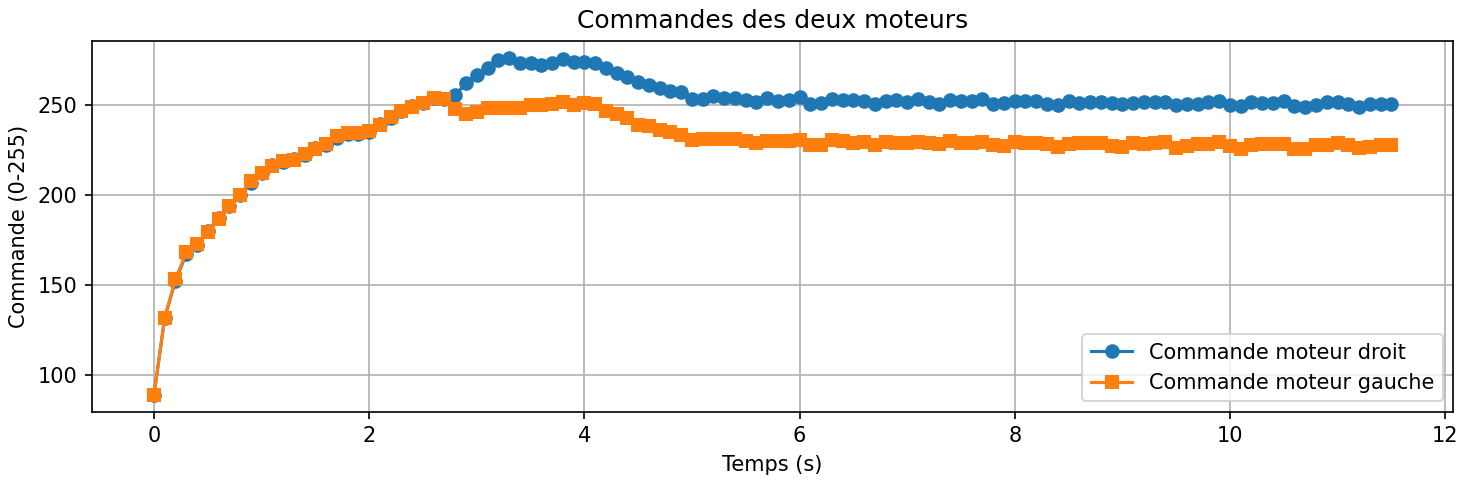 Commandes des deux moteurs
Commande (0-255)
250
200
150
100
0
2
4
6
8
10
12
Temps (s)
Commande moteur droit
Commande moteur gauche